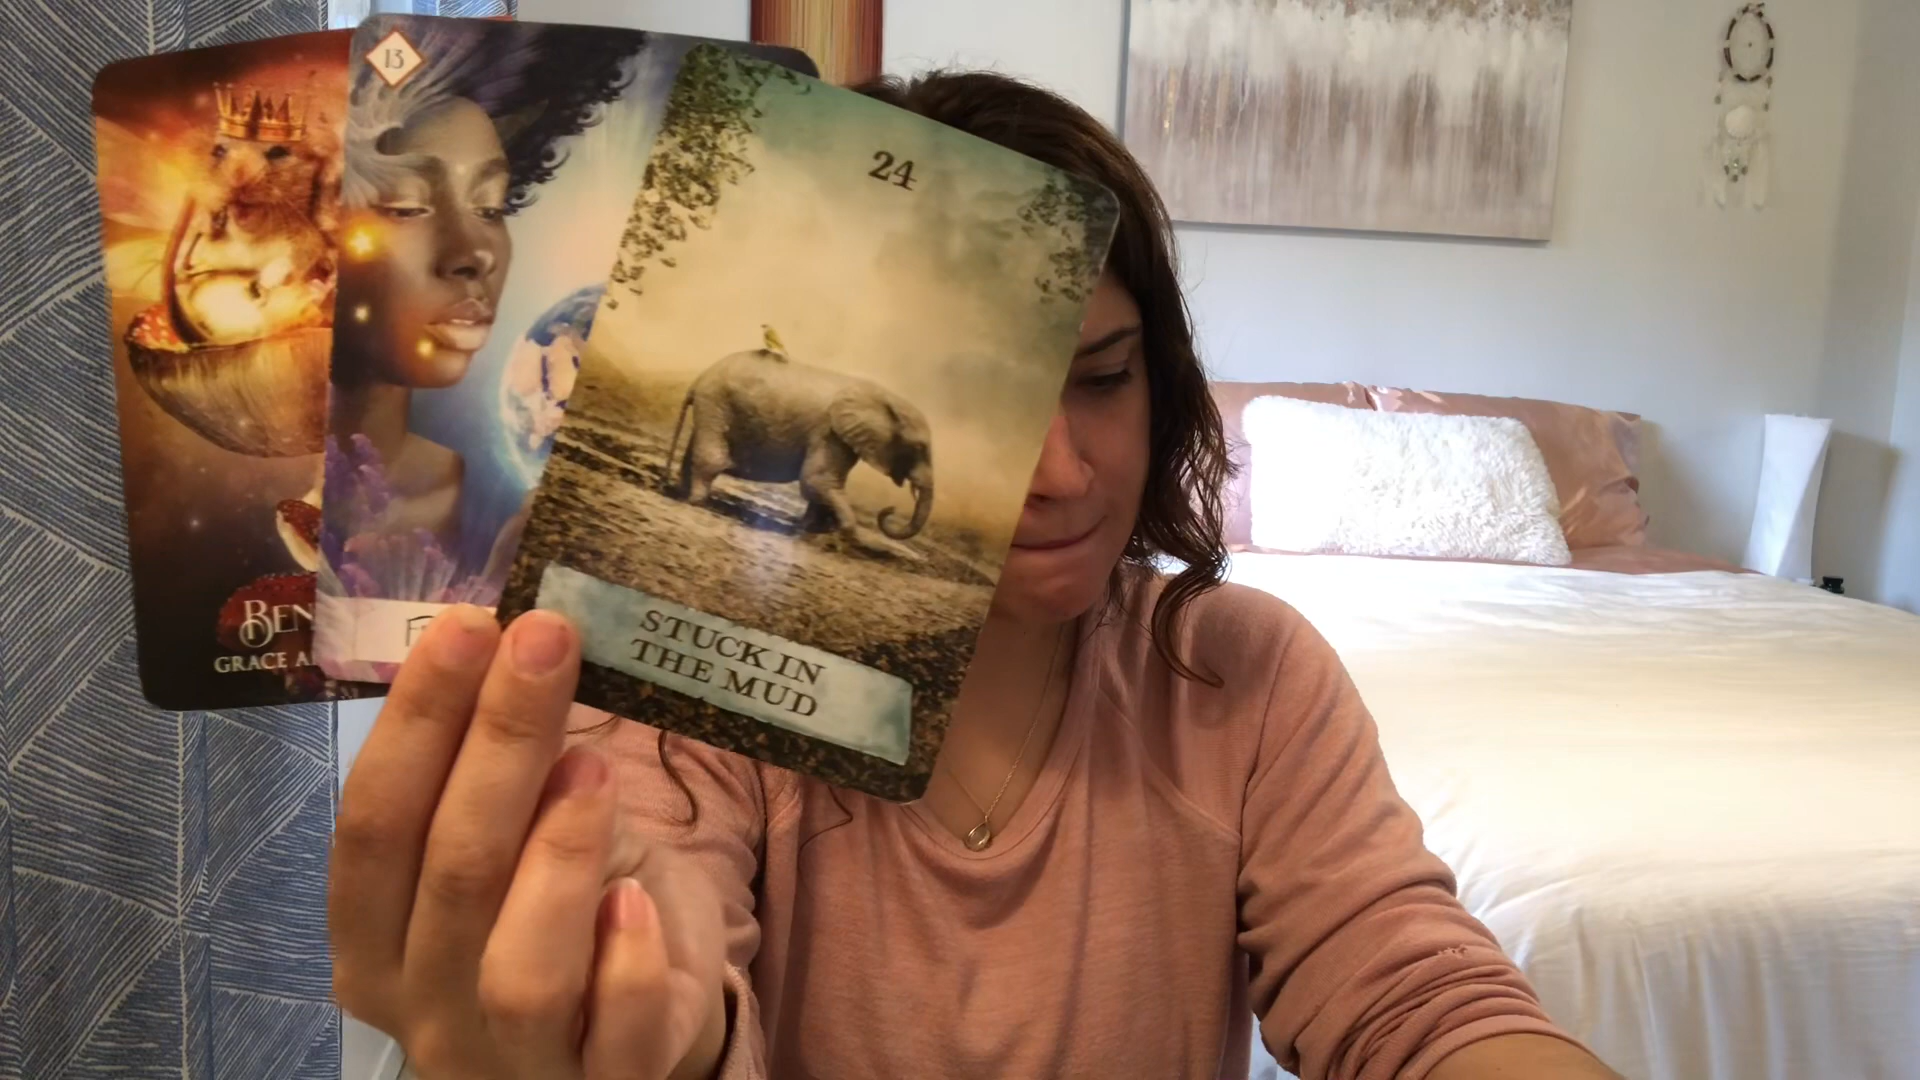 13
24
STUCK IN
THE MUD
GRACE